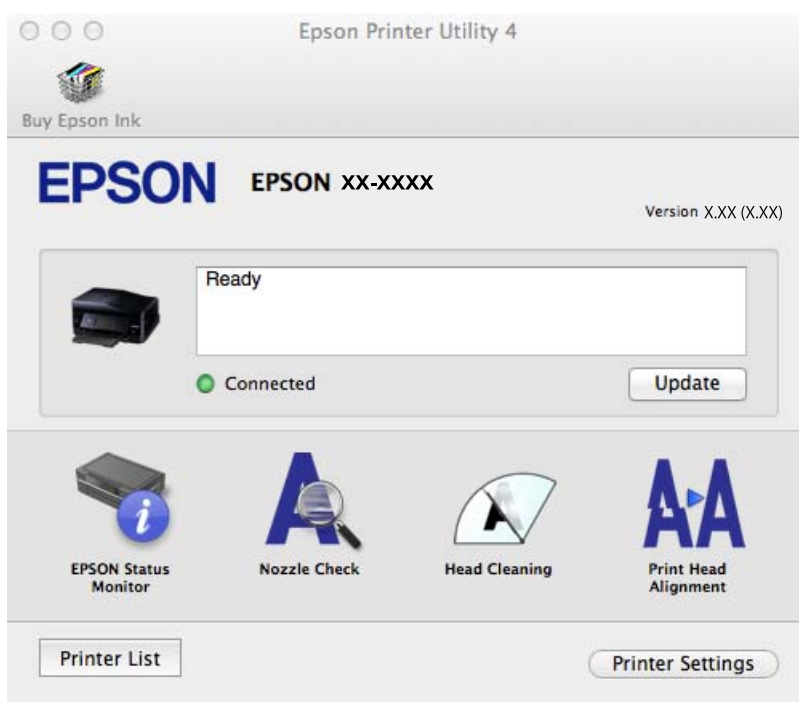 Epson Printer Utility 4
Buy Epson Ink
EPSON EPSON XX-XXXX
Version X.XX (X.XX)
Ready
Connected Update
EPSON Status
Monitor
Nozzle Check
Head Cleaning
Print Head
Alignment
Printer List Printer Settings